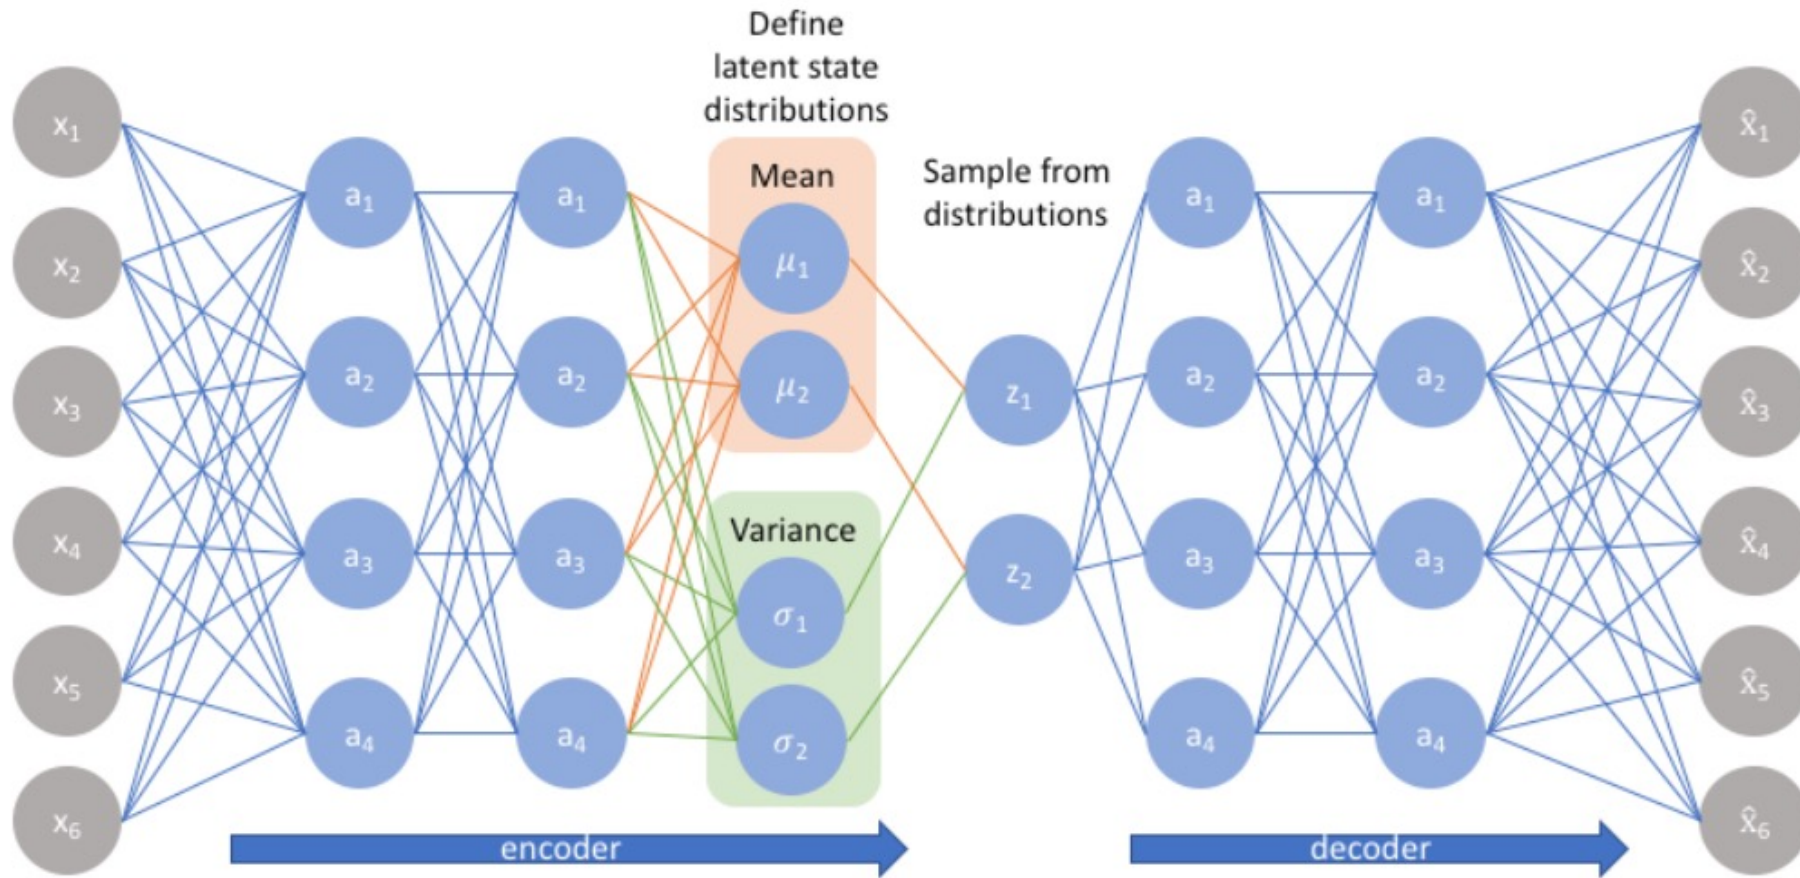 Define
latent state
distributions
x₁
x₂
x₃
x₄
x₅
x₆
a₁
a₂
a₃
a₄
a₁
a₂
a₃
a₄
Mean
μ₁
μ₂
Variance
σ₁
σ₂
Sample from
distributions
z₁
z₂
a₁
a₂
a₃
a₄
a₁
a₂
a₃
a₄
x̂₁
x̂₂
x̂₃
x̂₄
x̂₅
x̂₆
encoder
decoder